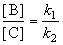 [B]/[C] = k₁/k₂